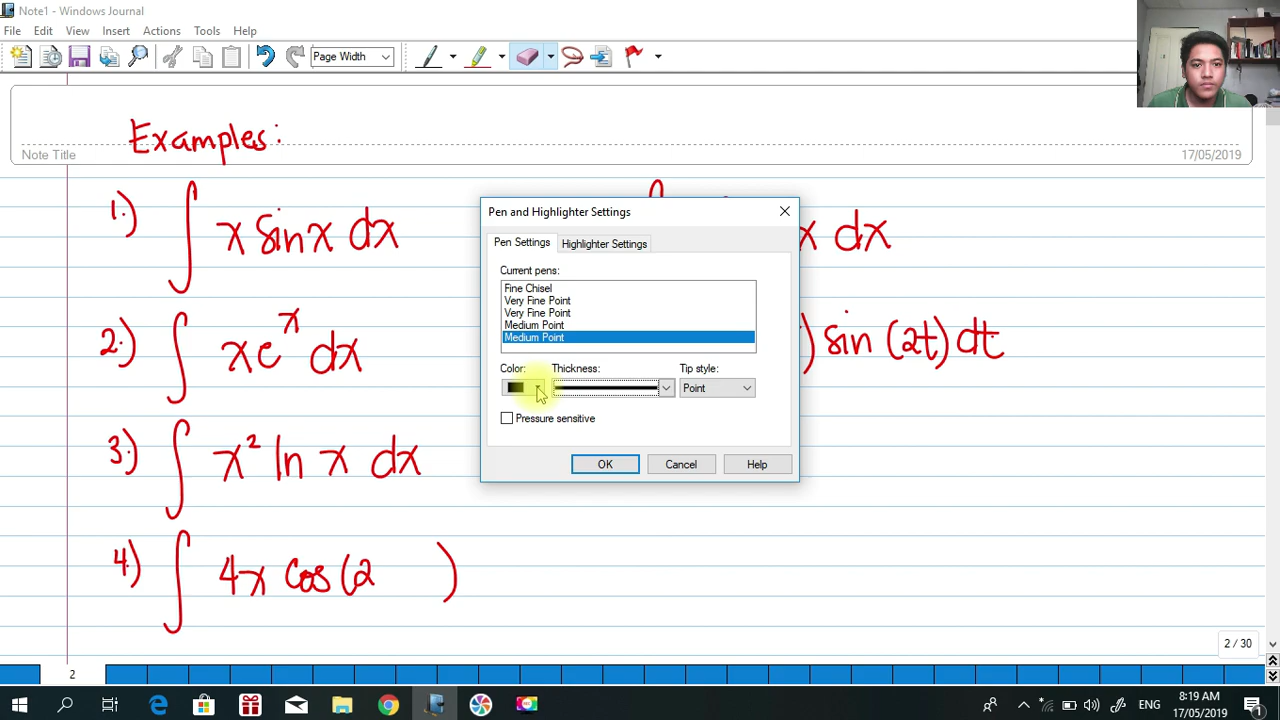 Note1 - Windows Journal
File Edit View Insert Actions Tools Help
Page Width
Examples:
Note Title
17/05/2019
1.) ∫ x sin x dx
x dx
2.) ∫ x e^x dx
) sin (2t) dt
3.) ∫ x² ln x dx
4.) ∫ 4x cos (2 )
Pen and Highlighter Settings
Pen Settings Highlighter Settings
Current pens:
Fine Chisel
Very Fine Point
Very Fine Point
Medium Point
Medium Point
Color: Thickness: Tip style:
Point
Pressure sensitive
OK Cancel Help
2 / 30
2
ENG
8:19 AM
17/05/2019
1